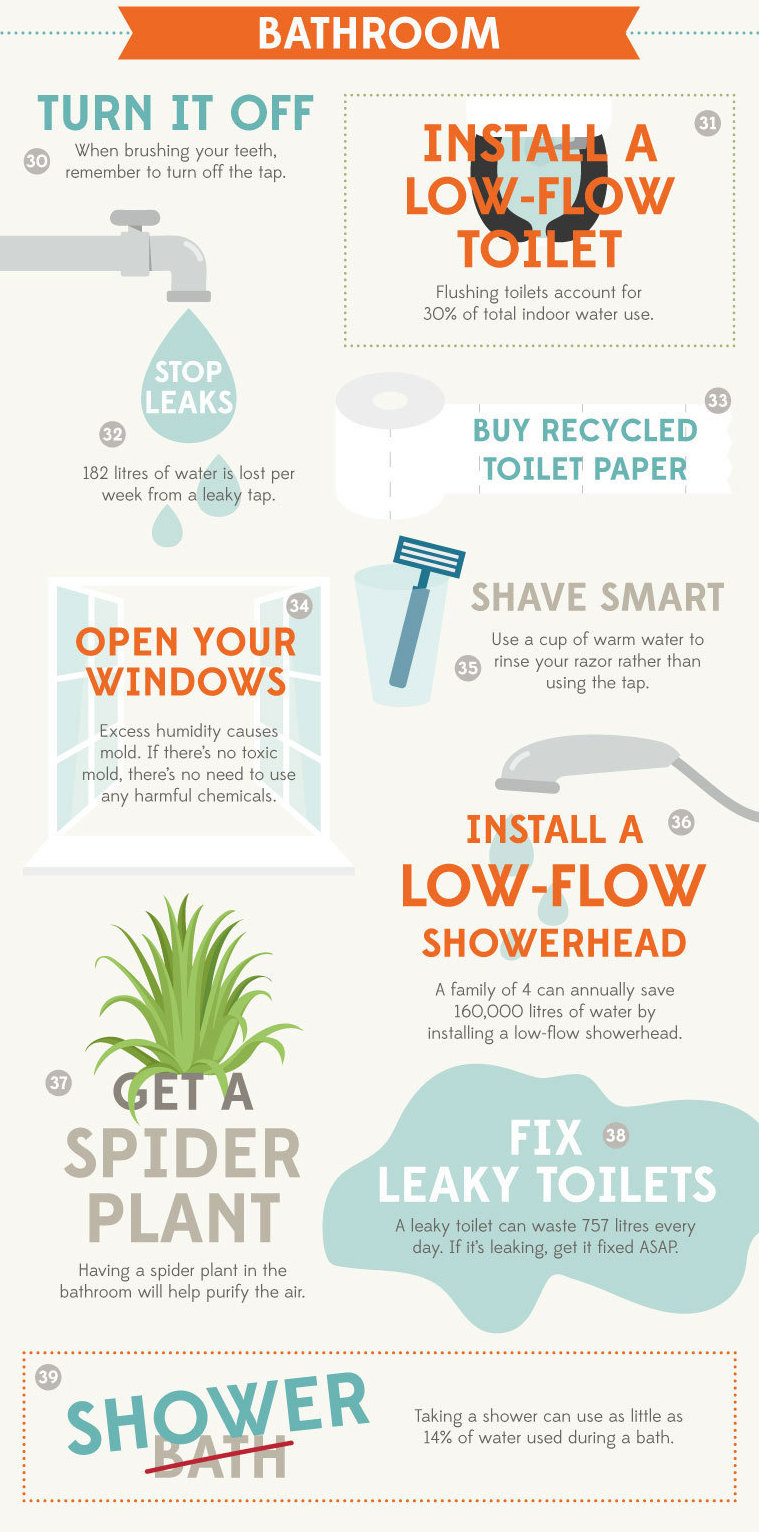 BATHROOM
TURN IT OFF
30
When brushing your teeth,
remember to turn off the tap.
31
INSTALL A
LOW-FLOW
TOILET
Flushing toilets account for
30% of total indoor water use.
STOP
LEAKS
32
182 litres of water is lost per
week from a leaky tap.
33
BUY RECYCLED
TOILET PAPER
34
OPEN YOUR
WINDOWS
Excess humidity causes
mold. If there's no toxic
mold, there's no need to use
any harmful chemicals.
SHAVE SMART
35
Use a cup of warm water to
rinse your razor rather than
using the tap.
36
INSTALL A
LOW-FLOW
SHOWERHEAD
A family of 4 can annually save
160,000 litres of water by
installing a low-flow showerhead.
37
GET A
SPIDER
PLANT
Having a spider plant in the
bathroom will help purify the air.
FIX
38
LEAKY TOILETS
A leaky toilet can waste 757 litres every
day. If it's leaking, get it fixed ASAP.
39
SHOWER
BATH
Taking a shower can use as little as
14% of water used during a bath.